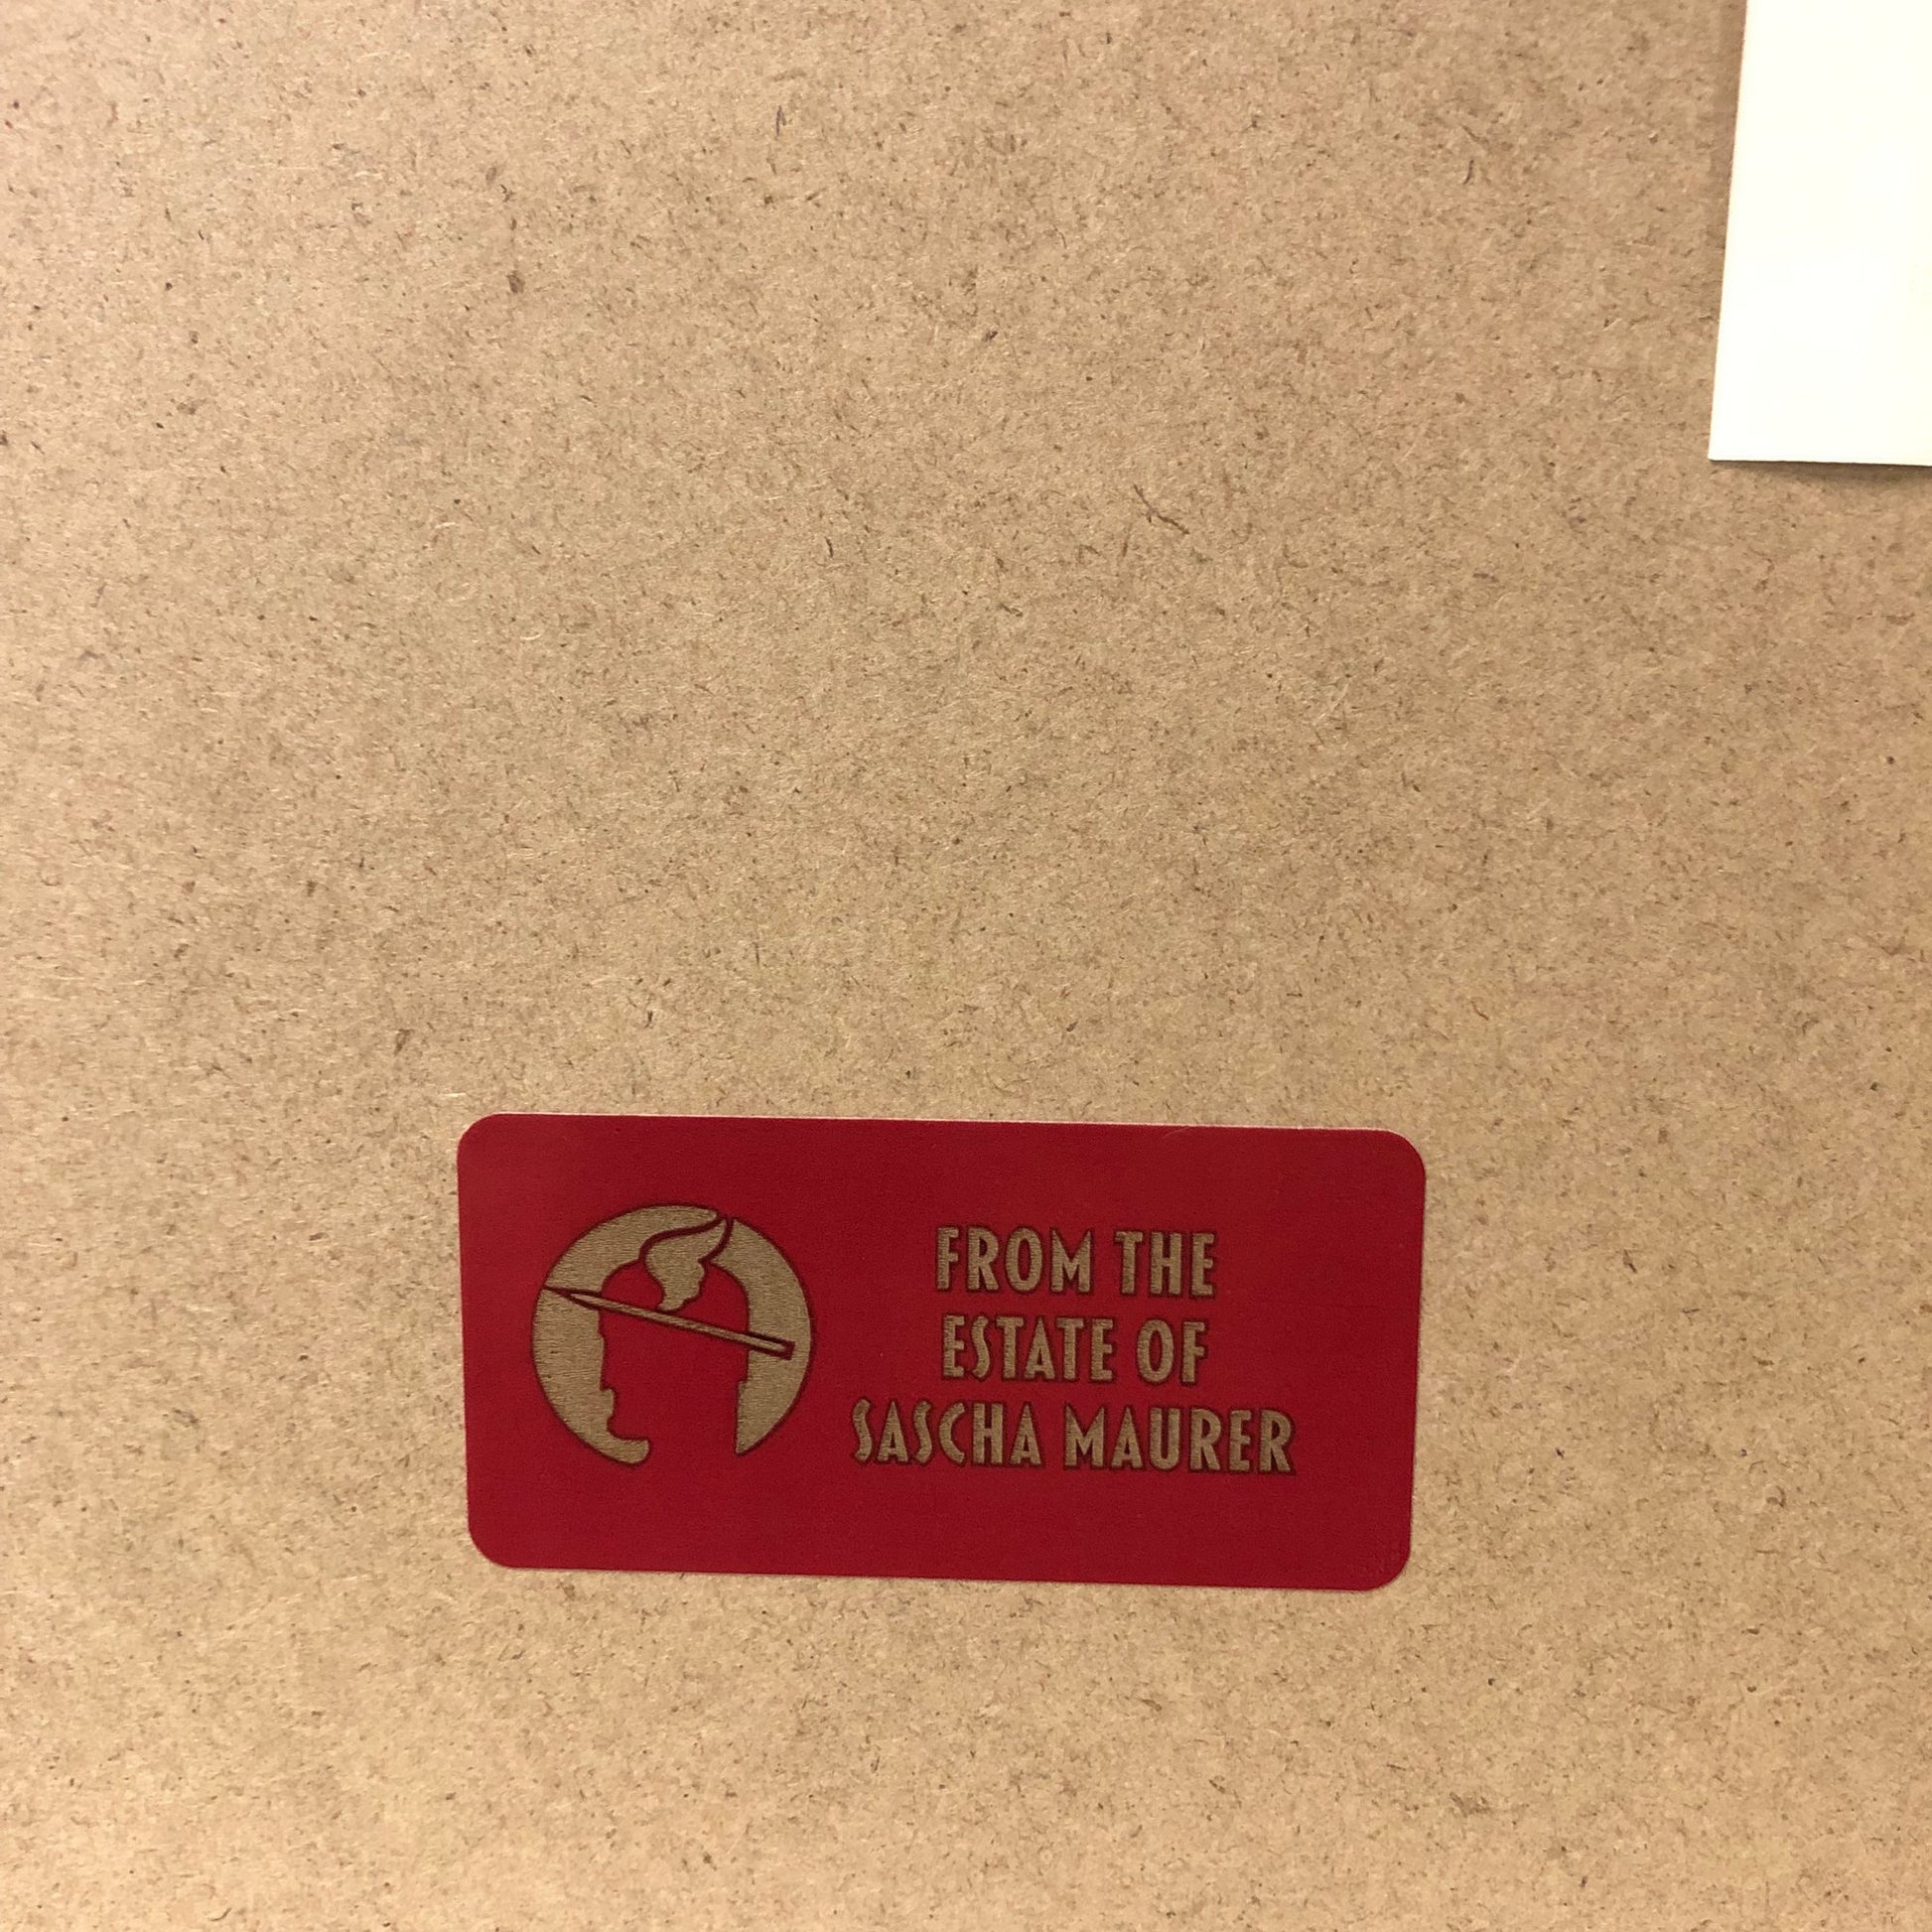 FROM THE
ESTATE OF
SASCHA MAURER